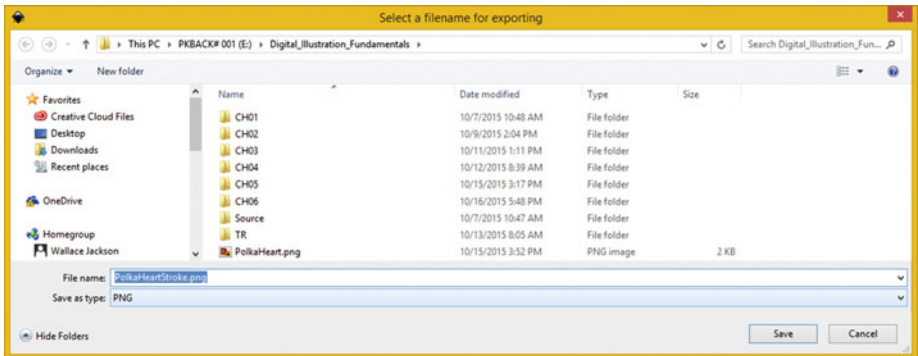 Select a filename for exporting
This PC PKBACK# 001 (E:) Digital_Illustration_Fundamentals Search Digital_Illustration_Fun...
Organize New folder
Name Date modified Type Size
Favorites
Creative Cloud Files CH01 10/7/2015 10:48 AM File folder
Desktop CH02 10/9/2015 2:04 PM File folder
Downloads CH03 10/11/2015 1:11 PM File folder
Recent places CH04 10/12/2015 8:39 AM File folder
CH05 10/15/2015 3:17 PM File folder
OneDrive CH06 10/16/2015 5:48 PM File folder
Source 10/7/2015 10:47 AM File folder
Homegroup TR 10/13/2015 8:05 AM File folder
Wallace Jackson PolkaHeart.png 10/15/2015 3:52 PM PNG image 2 KB
File name: PolkaHeartStroke.png
Save as type: PNG
Hide Folders Save Cancel